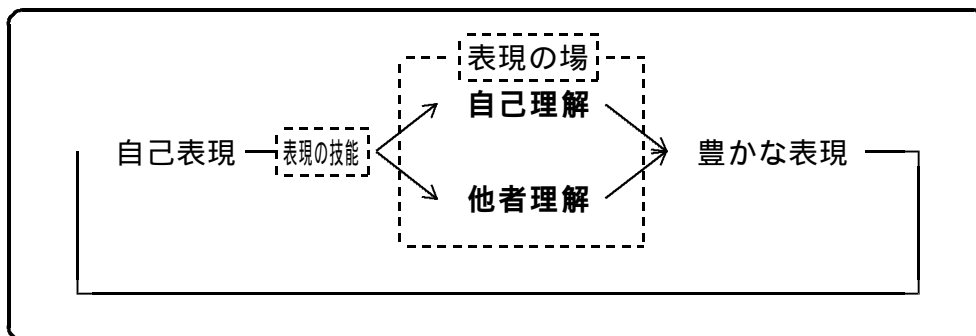 表現の場
自己理解
自己表現
表現の技能
豊かな表現
他者理解